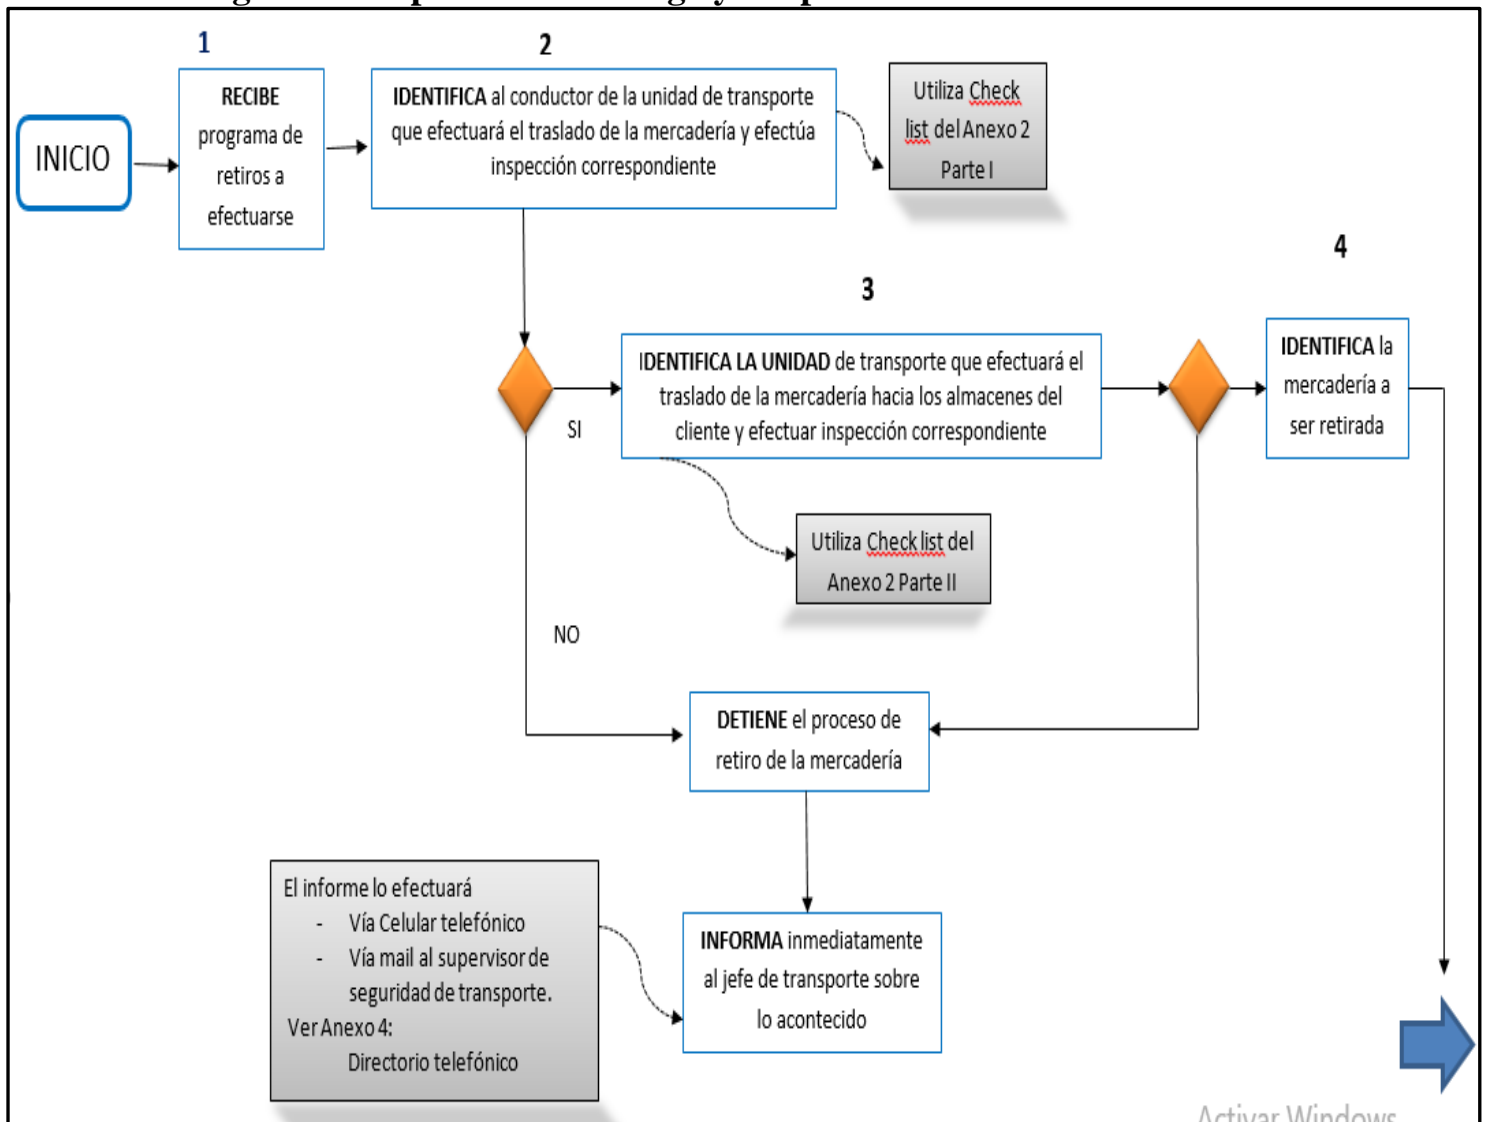 1
RECIBE
programa de
retiros a
efectuarse
2
IDENTIFICA al conductor de la unidad de transporte
que efectuará el traslado de la mercadería y efectúa
inspección correspondiente
Utiliza Check
list del Anexo 2
Parte I
INICIO
4
3
IDENTIFICA LA UNIDAD de transporte que efectuará el
traslado de la mercadería hacia los almacenes del
cliente y efectuar inspección correspondiente
IDENTIFICA la
mercadería a
ser retirada
SI
Utiliza Check list del
Anexo 2 Parte II
NO
DETIENE el proceso de
retiro de la mercadería
El informe lo efectuará
- Vía Celular telefónico
- Vía mail al supervisor de
seguridad de transporte.
Ver Anexo 4:
Directorio telefónico
INFORMA inmediatamente
al jefe de transporte sobre
lo acontecido
Activar Windows